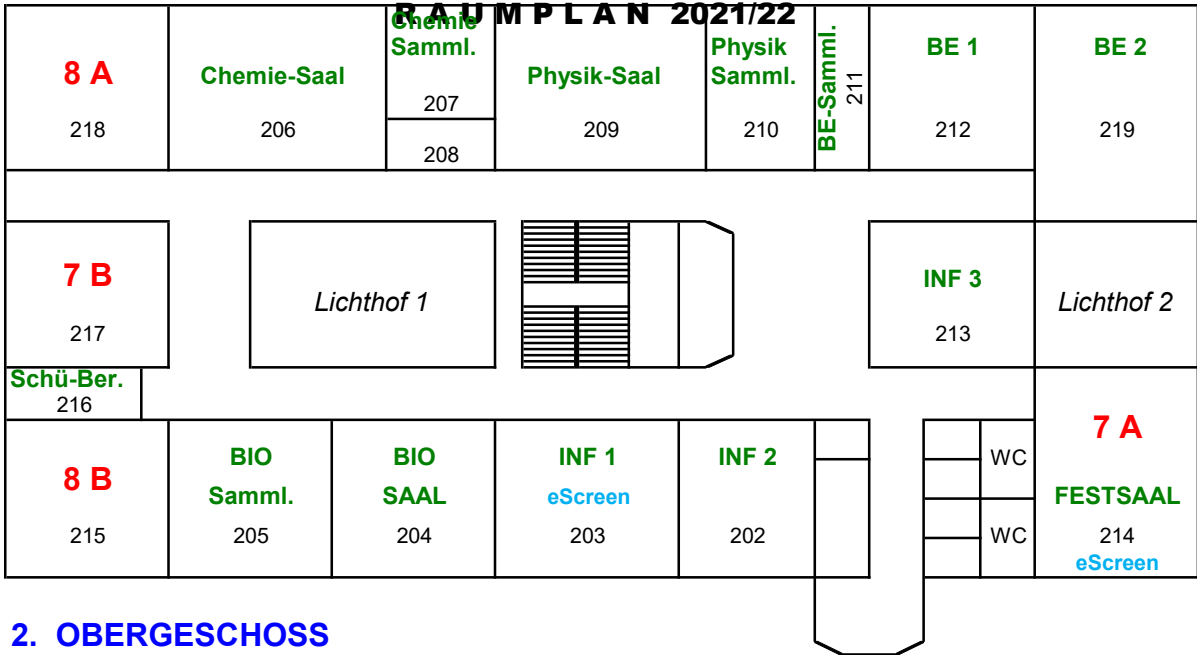 R A U M P L A N 2021/22
8 A
218
Chemie-Saal
206
Chemie
Samml.
207
208
Physik-Saal
209
Physik
Samml.
210
BE-Samml.
211
BE 1
212
BE 2
219
7 B
217
Lichthof 1
INF 3
213
Lichthof 2
Schü-Ber.
216
8 B
215
BIO
Samml.
205
BIO
SAAL
204
INF 1
eScreen
203
INF 2
202
WC
WC
7 A
FESTSAAL
214
eScreen
2. OBERGESCHOSS